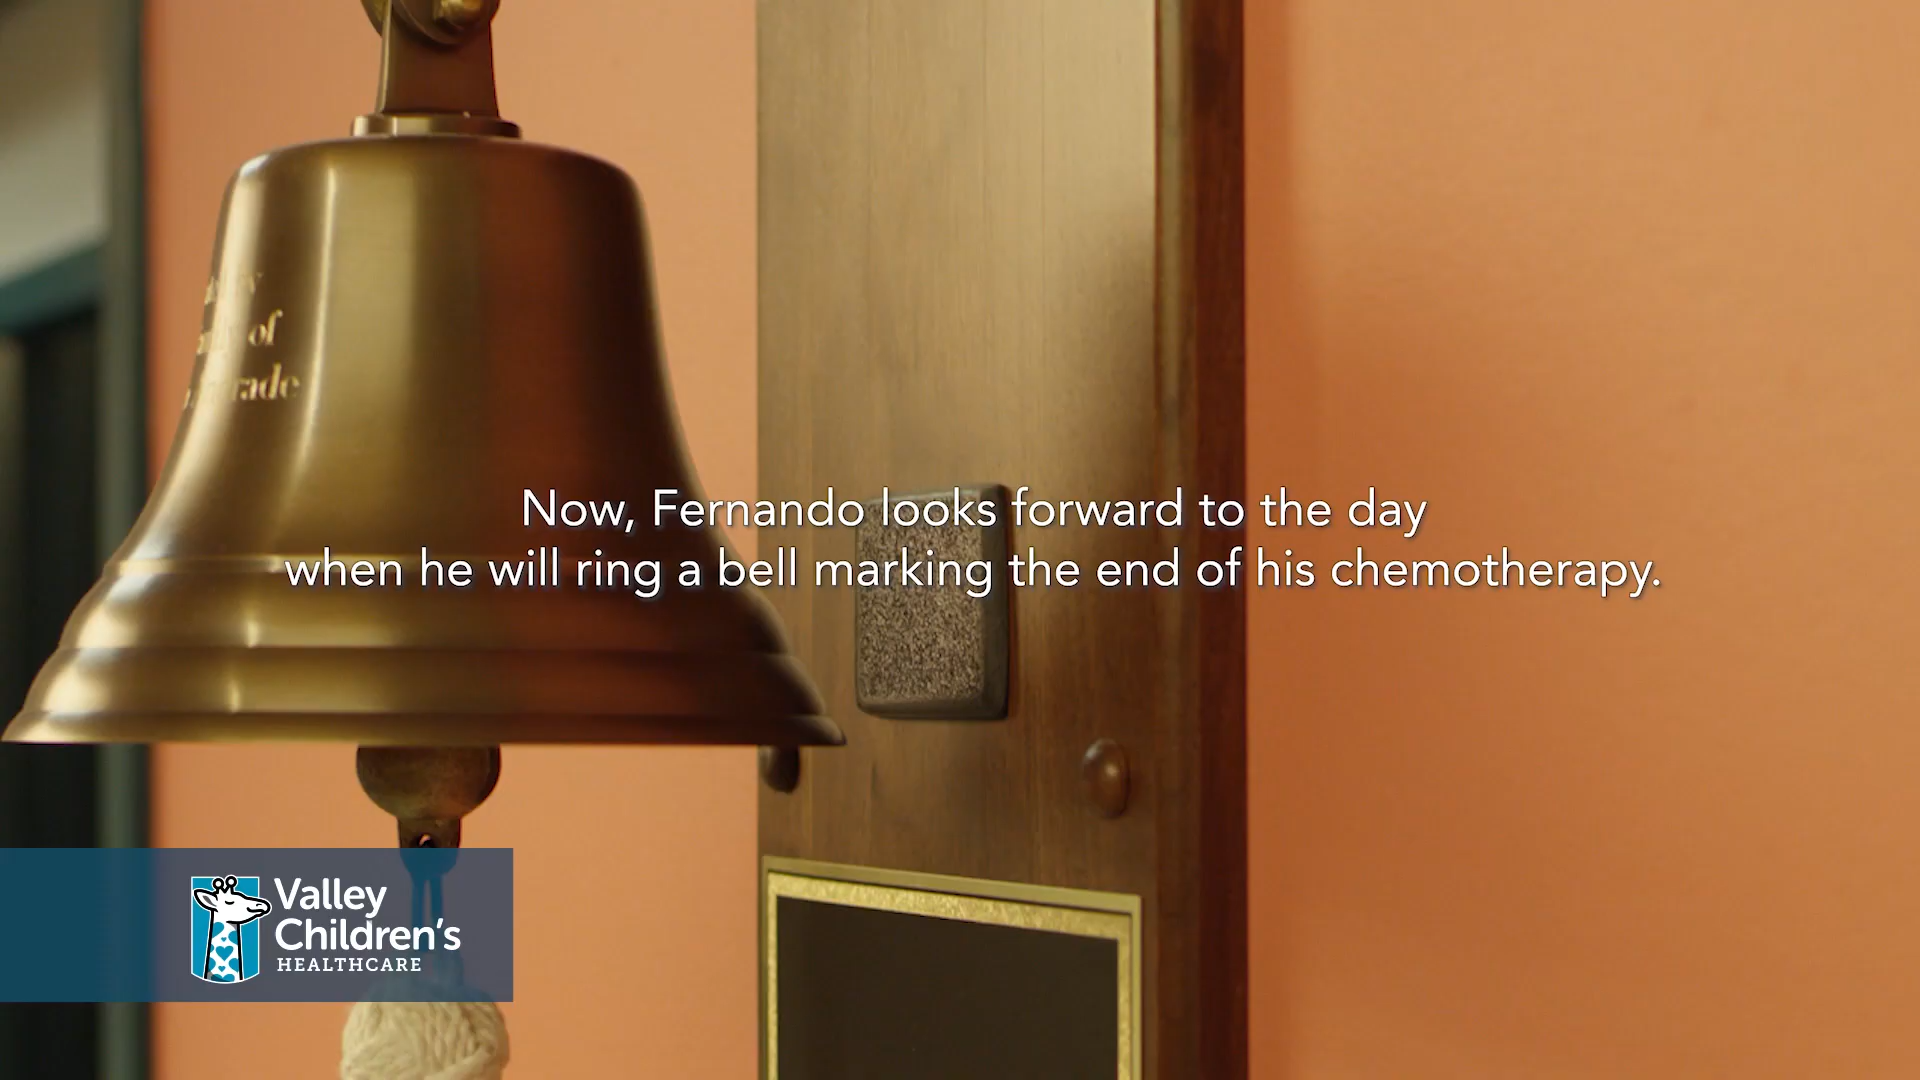 of
Now, Fernando looks forward to the day
when he will ring a bell marking the end of his chemotherapy.
Valley
Children's
HEALTHCARE